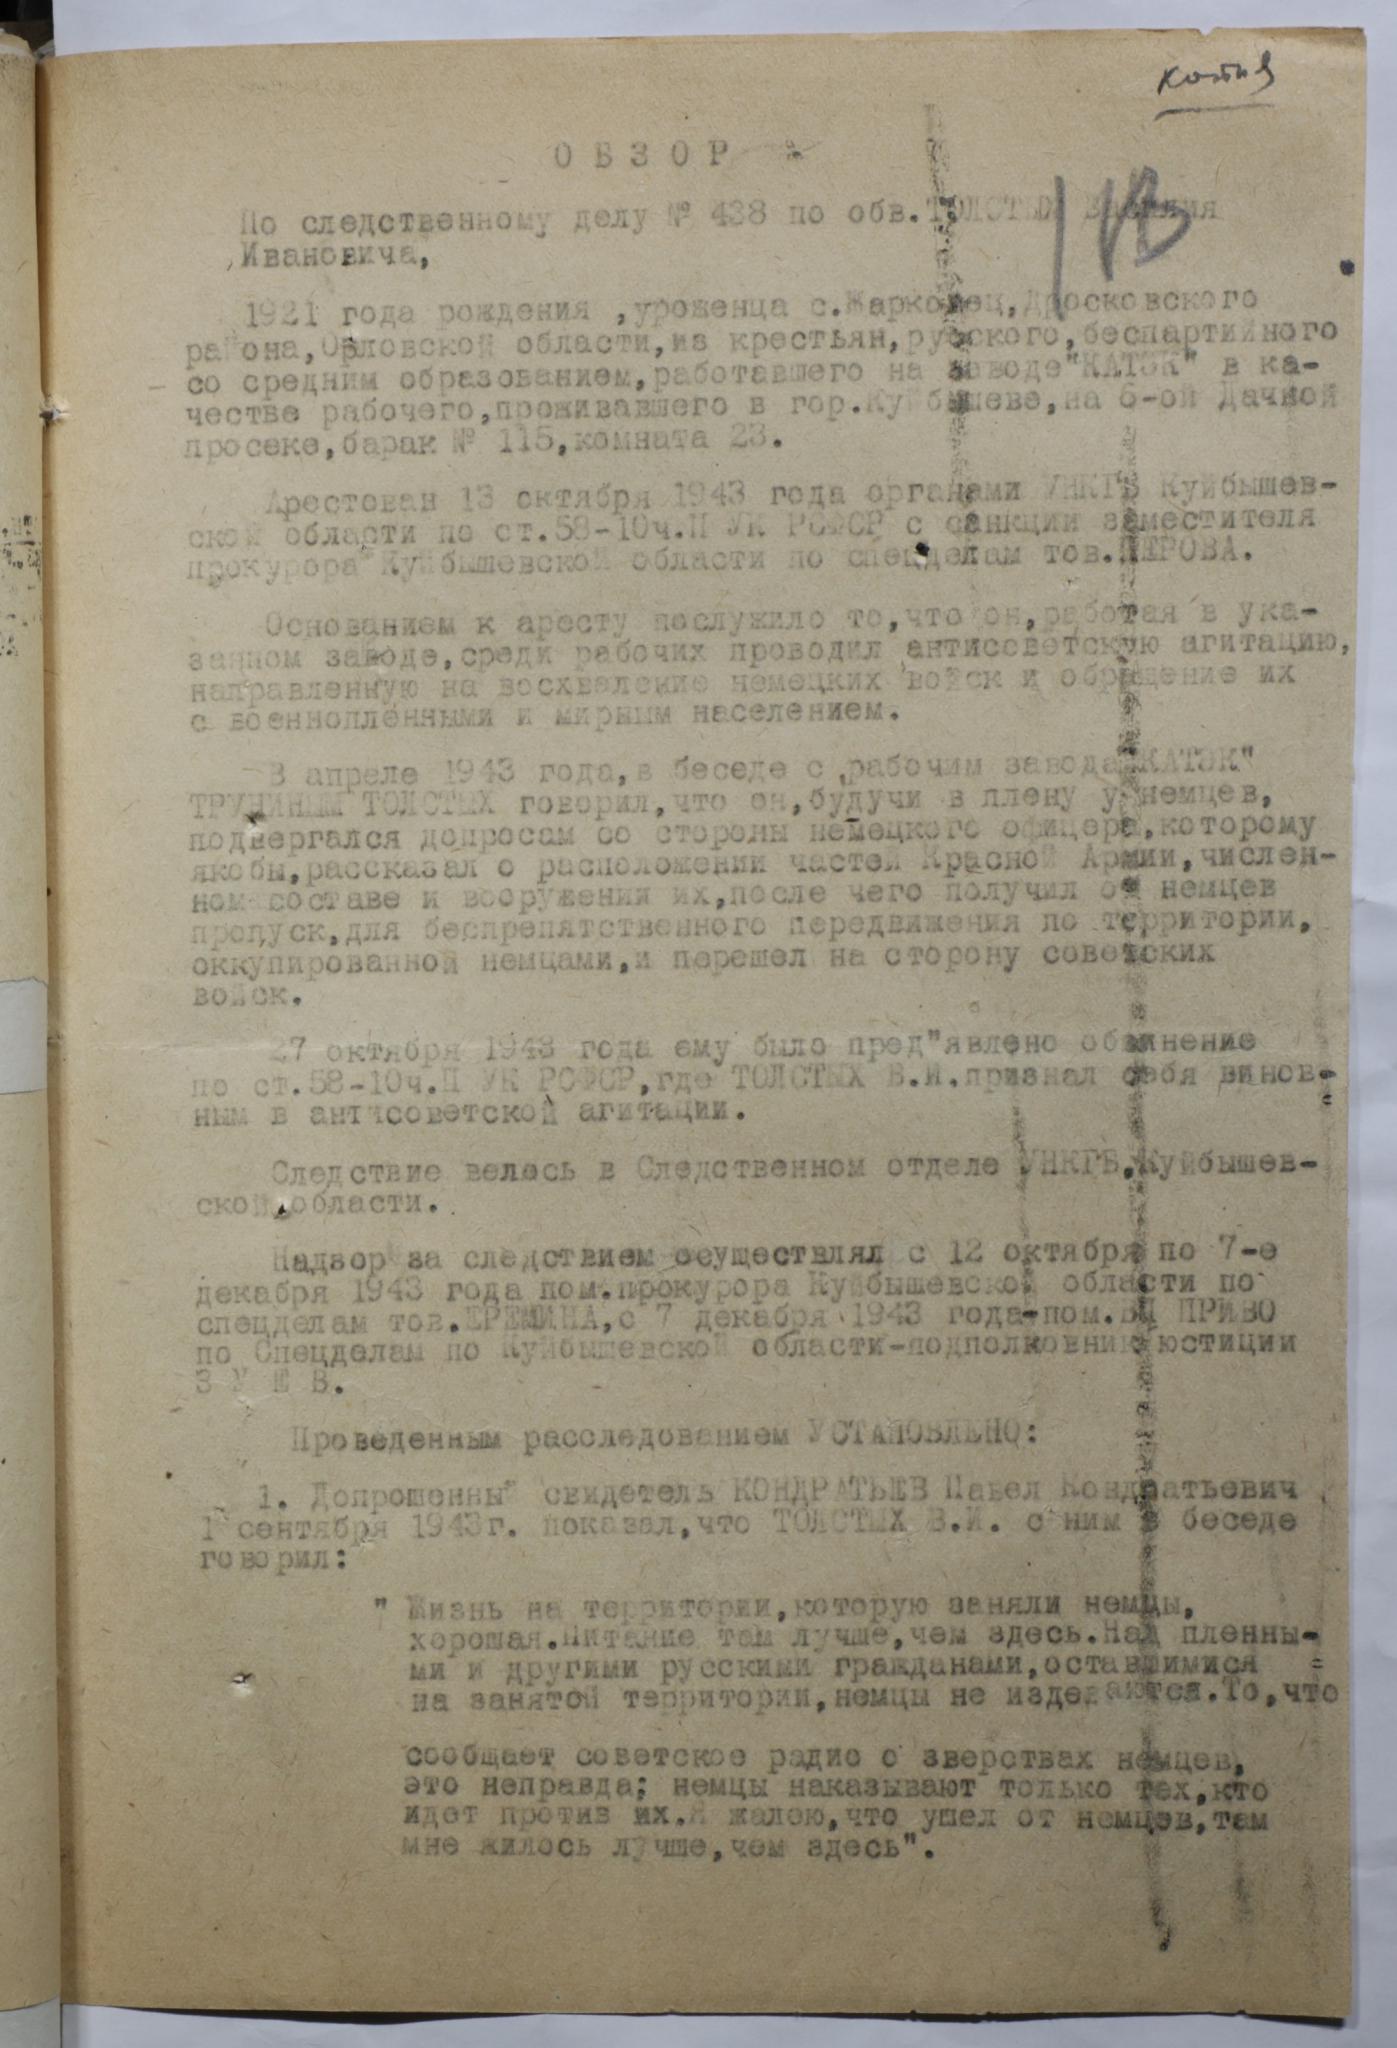 копия
ОБЗОР
По следственному делу № 438 по обв.ТОЛСТЫХ Василия
Ивановича,
1921 года рождения ,уроженца с.Жарковец,Дросковского
района,Орловской области,из крестьян,русского,беспартийного
со средним образованием,работавшего на заводе"КАТЭК" в ка-
честве рабочего,проживавшего в гор.Куйбышеве,на 6-ой Дачной
просеке,барак № 115,комната 23.
Арестован 13 октября 1943 года органами УНКГБ Куйбышев-
ской области по ст.58-10ч.П УК РСФСР с санкции заместителя
прокурора Куйбышевской области по спецделам тов.ПЕРОВА.
Основанием к аресту послужило то,что он,работая в ука-
занном заводе,среди рабочих проводил антисоветскую агитацию,
направленную на восхваление немецких войск и обращение их
с военнопленными и мирным населением.
В апреле 1943 года,в беседе с рабочим завода"КАТЭК"
ТРУНИНЫМ ТОЛСТЫХ говорил,что он,будучи в плену у немцев,
подвергался допросам со стороны немецкого офицера,которому
якобы,рассказал о расположении частей Красной Армии,числен-
ном составе и вооружении их,после чего получил от немцев
пропуск,для беспрепятственного передвижения по территории,
оккупированной немцами,и перешел на сторону советских
войск.
27 октября 1943 года ему было пред"явлено обвинение
по ст.58-10ч.П УК РСФСР,где ТОЛСТЫХ В.И.признал себя винов-
ным в антисоветской агитации.
Следствие велось в Следственном отделе УНКГБ,Куйбышев-
ской области.
Надзор за следствием осуществлял с 12 октября по 7-е
декабря 1943 года пом.прокурора Куйбышевской области по
спецделам тов.ЕРЕМИНА,с 7 декабря 1943 года-пом.ВП ПРИВО
по Спецделам по Куйбышевской области-подполковник юстиции
З У Е В.
Проведенным расследованием УСТАНОВЛЕНО:
1. Допрошенный свидетель КОНДРАТЬЕВ Павел Кондратьевич
1 сентября 1943г. показал,что ТОЛСТЫХ В.И. с ним в беседе
говорил:
" Жизнь на территории,которую заняли немцы,
хорошая.Питание там лучше,чем здесь.Над пленны-
ми и другими русскими гражданами,оставшимися
на занятой территории,немцы не издеваются.То,что
сообщает советское радио о зверствах немцев,
это неправда; немцы наказывают только тех,кто
идет против их.Я жалею,что ушел от немцев,там
мне жилось лучше,чем здесь".